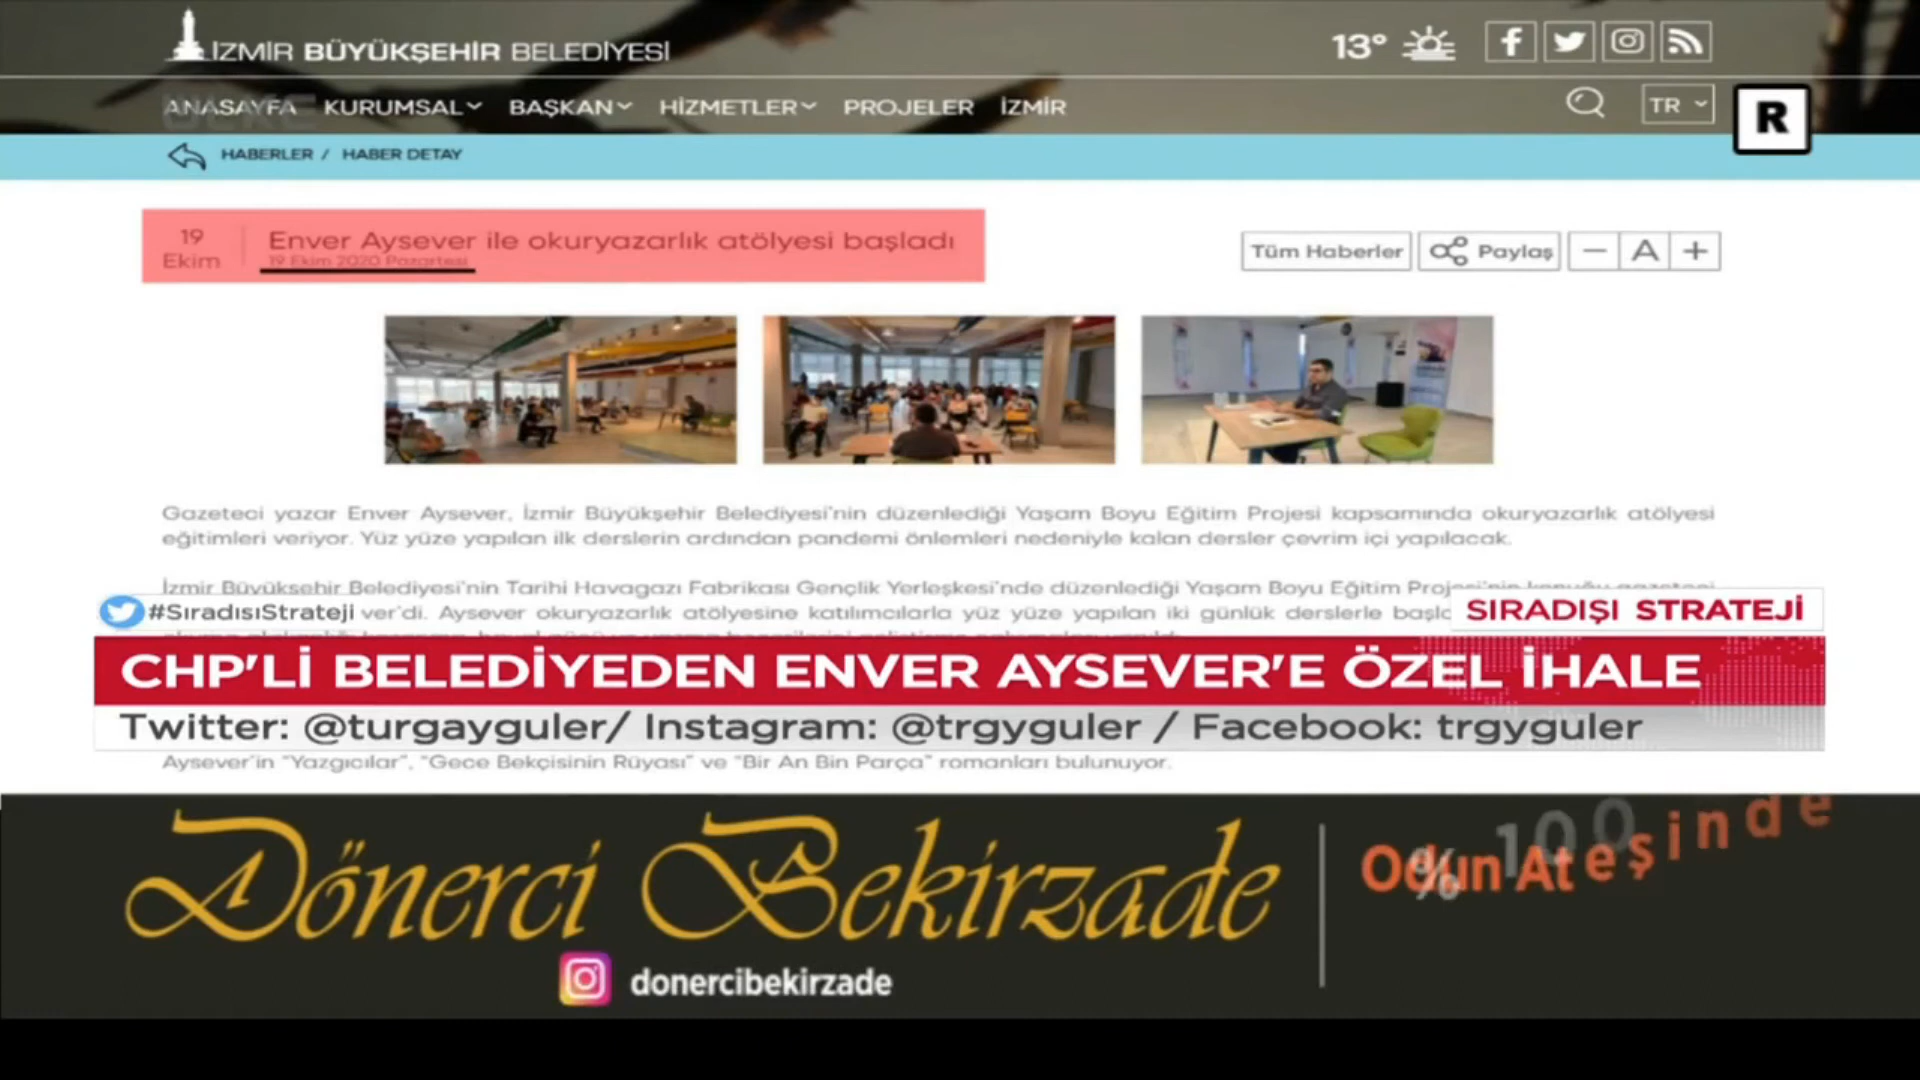 İZMİR BÜYÜKŞEHİR BELEDİYESİ
13°
ANASAYFA KURUMSAL BAŞKAN HİZMETLER PROJELER İZMİR
TR
R
HABERLER / HABER DETAY
19
Ekim
Enver Aysever ile okuryazarlık atölyesi başladı
19 Ekim 2020 Pazartesi
Tüm Haberler
Paylaş
− A +
Gazeteci yazar Enver Aysever, İzmir Büyükşehir Belediyesi'nin düzenlediği Yaşam Boyu Eğitim Projesi kapsamında okuryazarlık atölyesi
eğitimleri veriyor. Yüz yüze yapılan ilk derslerin ardından pandemi önlemleri nedeniyle kalan dersler çevrim içi yapılacak.
İzmir Büyükşehir Belediyesi'nin Tarihi Havagazı Fabrikası Gençlik Yerleşkesi'nde düzenlediği Yaşam Boyu Eğitim
#SıradısıStrateji ver'di. Aysever okuryazarlık atölyesine katılımcılarla yüz yüze yapılan iki günlük derslerle
SIRADIŞI STRATEJİ
CHP'Lİ BELEDİYEDEN ENVER AYSEVER'E ÖZEL İHALE
Twitter: @turgayguler/ Instagram: @trgyguler / Facebook: trgyguler
Aysever'in "Yazgıcılar", "Gece Bekçisinin Rüyası" ve "Bir An Bin Parça" romanları bulunuyor.
Dönerci Bekirzade
% 100
Odun Ateşinde
donercibekirzade